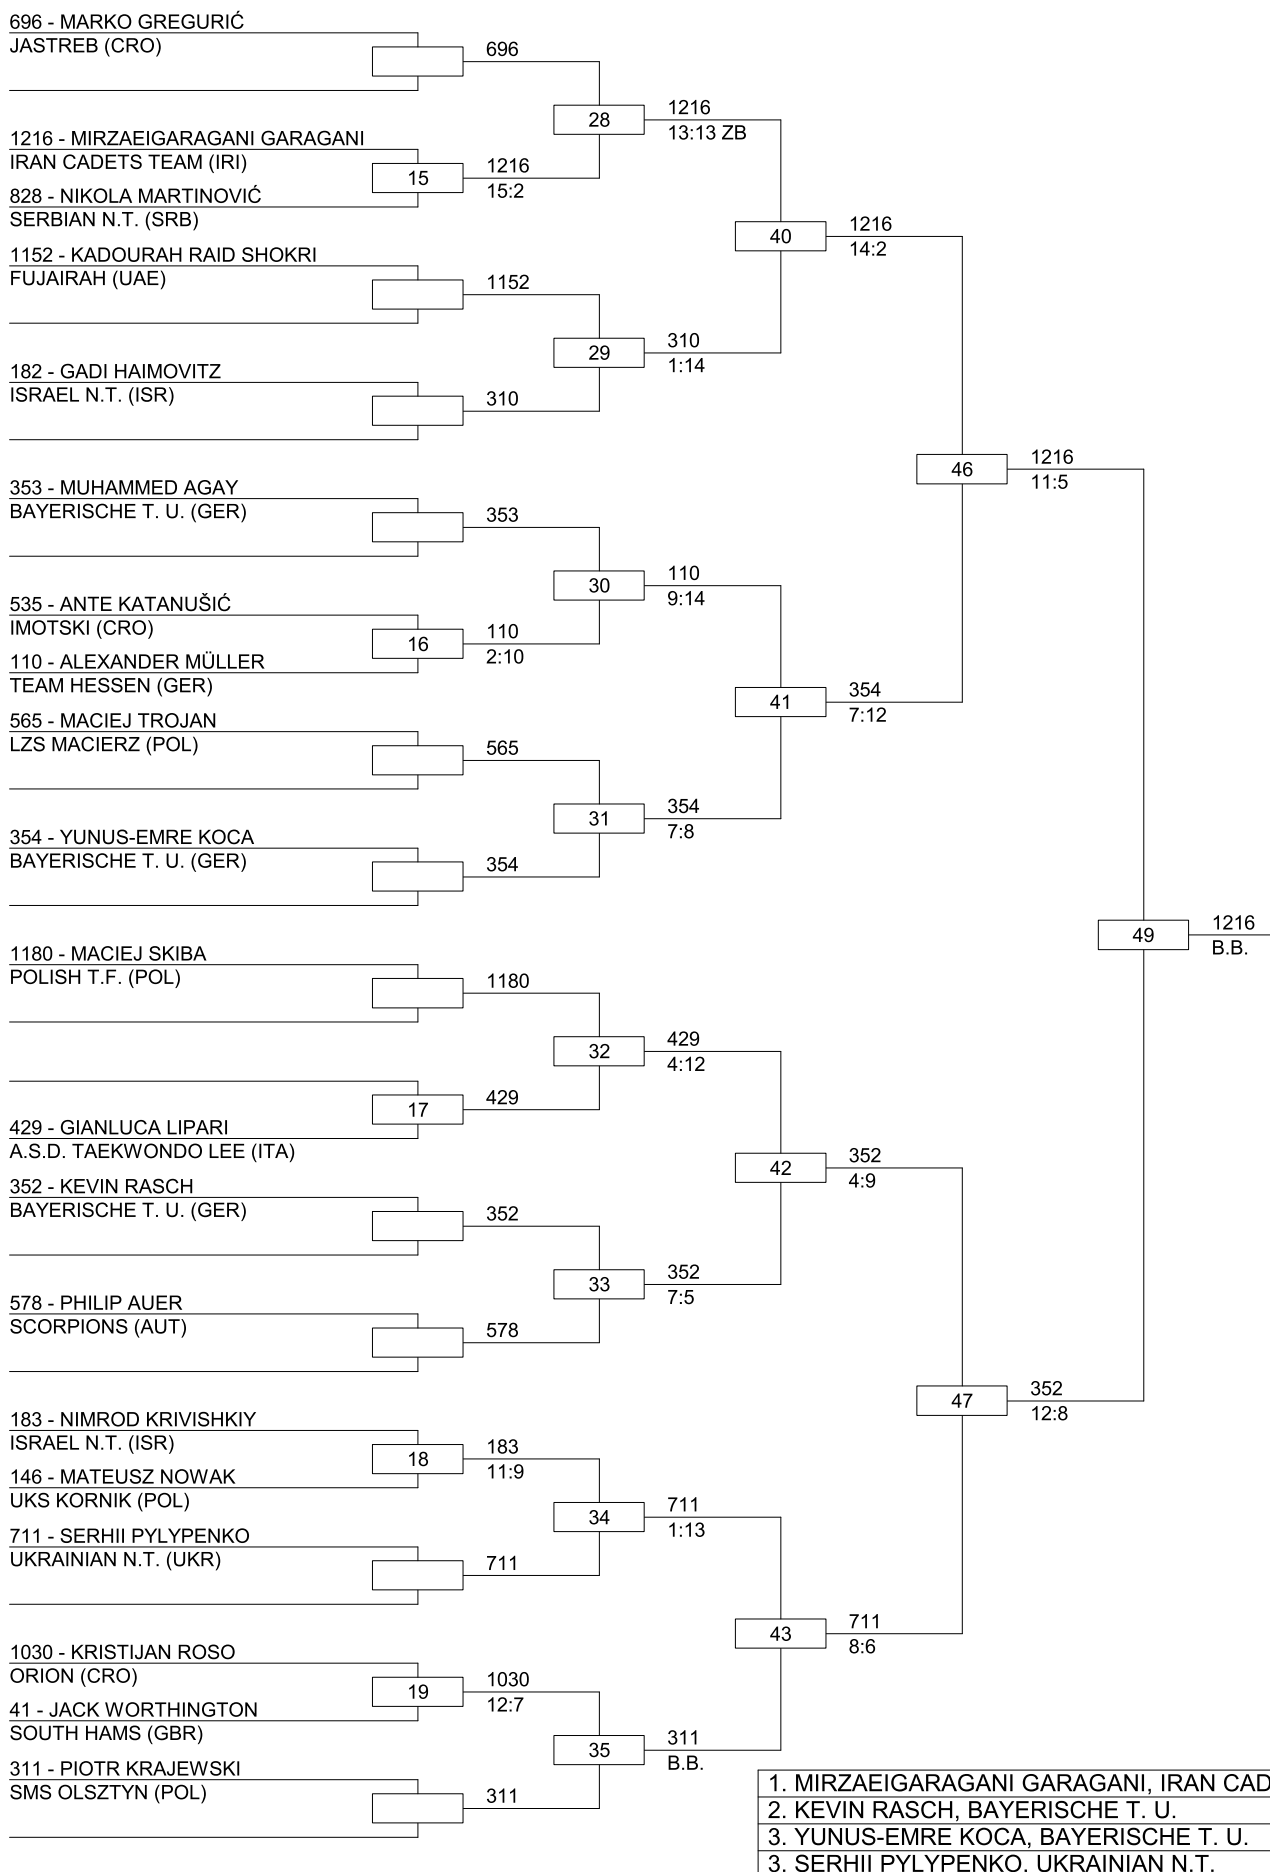 696 - MARKO GREGURIĆ
JASTREB (CRO)
696
28
1216
13:13 ZB
1216 - MIRZAEIGARAGANI GARAGANI
IRAN CADETS TEAM (IRI)
15
1216
15:2
828 - NIKOLA MARTINOVIĆ
SERBIAN N.T. (SRB)
40
1216
14:2
1152 - KADOURAH RAID SHOKRI
FUJAIRAH (UAE)
1152
29
310
1:14
182 - GADI HAIMOVITZ
ISRAEL N.T. (ISR)
310
46
1216
11:5
353 - MUHAMMED AGAY
BAYERISCHE T. U. (GER)
353
30
110
9:14
535 - ANTE KATANUŠIĆ
IMOTSKI (CRO)
16
110
2:10
110 - ALEXANDER MÜLLER
TEAM HESSEN (GER)
41
354
7:12
565 - MACIEJ TROJAN
LZS MACIERZ (POL)
565
31
354
7:8
354 - YUNUS-EMRE KOCA
BAYERISCHE T. U. (GER)
354
49
1216
B.B.
1180 - MACIEJ SKIBA
POLISH T.F. (POL)
1180
32
429
4:12
17
429
429 - GIANLUCA LIPARI
A.S.D. TAEKWONDO LEE (ITA)
42
352
4:9
352 - KEVIN RASCH
BAYERISCHE T. U. (GER)
352
33
352
7:5
578 - PHILIP AUER
SCORPIONS (AUT)
578
47
352
12:8
183 - NIMROD KRIVISHKIY
ISRAEL N.T. (ISR)
18
183
11:9
146 - MATEUSZ NOWAK
UKS KORNIK (POL)
34
711
1:13
711 - SERHII PYLYPENKO
UKRAINIAN N.T. (UKR)
711
43
711
8:6
1030 - KRISTIJAN ROSO
ORION (CRO)
19
1030
12:7
41 - JACK WORTHINGTON
SOUTH HAMS (GBR)
35
311
B.B.
311 - PIOTR KRAJEWSKI
SMS OLSZTYN (POL)
311
1. MIRZAEIGARAGANI GARAGANI, IRAN CAD
2. KEVIN RASCH, BAYERISCHE T. U.
3. YUNUS-EMRE KOCA, BAYERISCHE T. U.
3. SERHII PYLYPENKO, UKRAINIAN N.T.